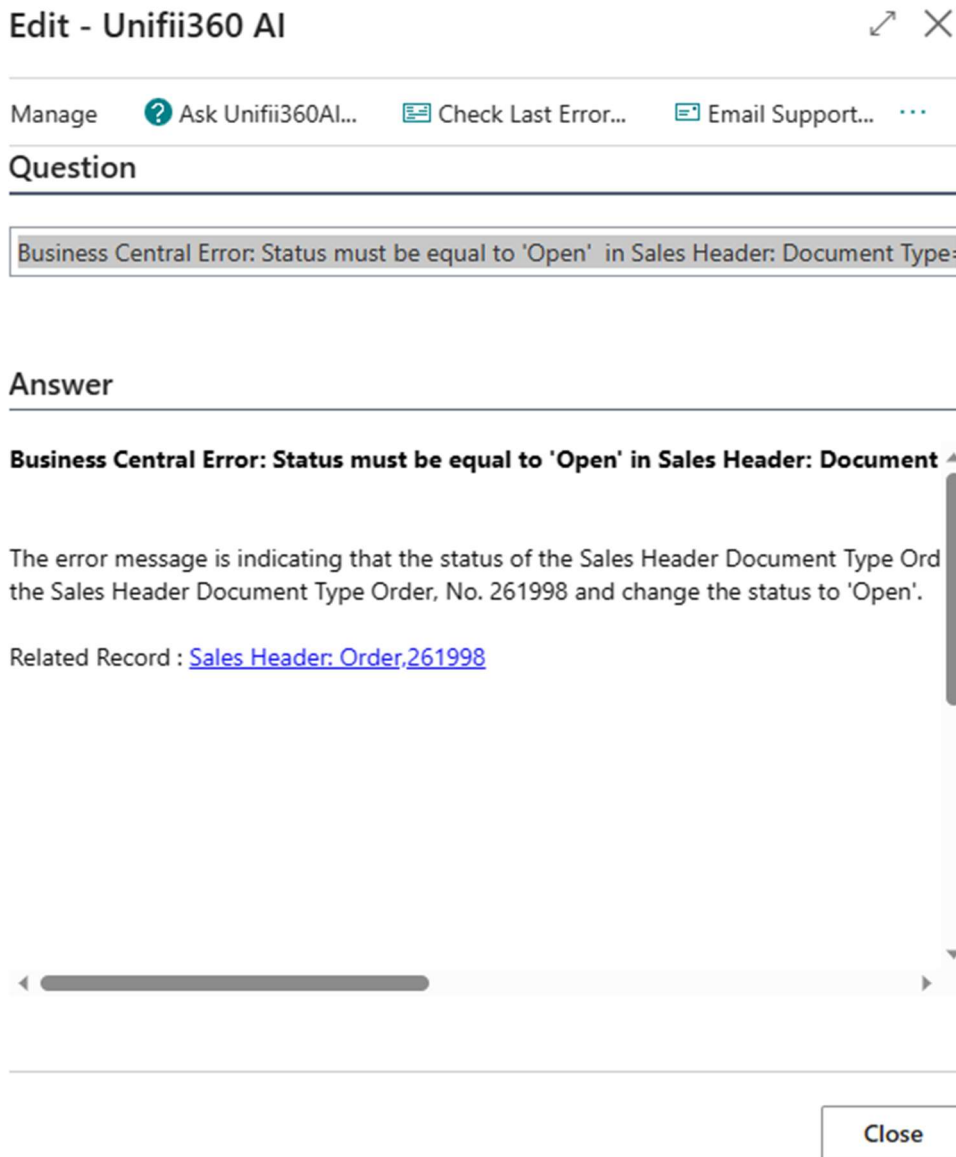 Edit - Unifii360 AI
Manage ? Ask Unifii360AI... Check Last Error... Email Support... ...
Question
Business Central Error: Status must be equal to 'Open'  in Sales Header: Document Type=
Answer
Business Central Error: Status must be equal to 'Open' in Sales Header: Document
The error message is indicating that the status of the Sales Header Document Type Ord
the Sales Header Document Type Order, No. 261998 and change the status to 'Open'.
Related Record : Sales Header: Order,261998
Close